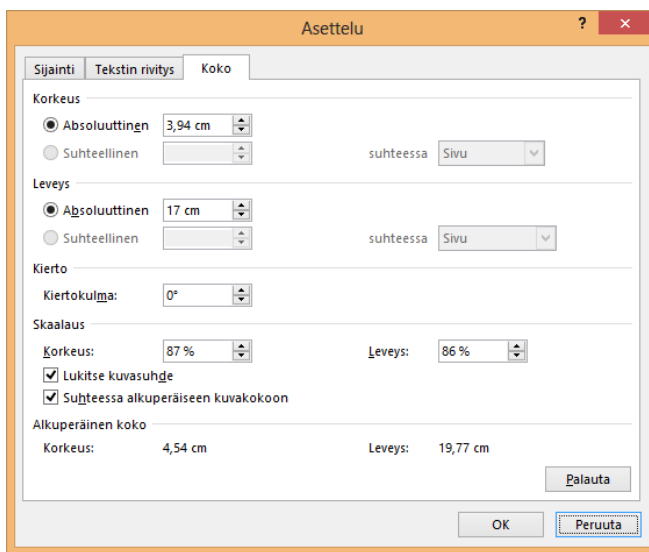 Asettelu ? ×
Sijainti Tekstin rivitys Koko
Korkeus
Absoluuttinen 3,94 cm
Suhteellinen suhteessa Sivu
Leveys
Absoluuttinen 17 cm
Suhteellinen suhteessa Sivu
Kierto
Kiertokulma: 0°
Skaalaus
Korkeus: 87 % Leveys: 86 %
Lukitse kuvasuhde
Suhteessa alkuperäiseen kuvakokoon
Alkuperäinen koko
Korkeus: 4,54 cm Leveys: 19,77 cm
Palauta
OK Peruuta